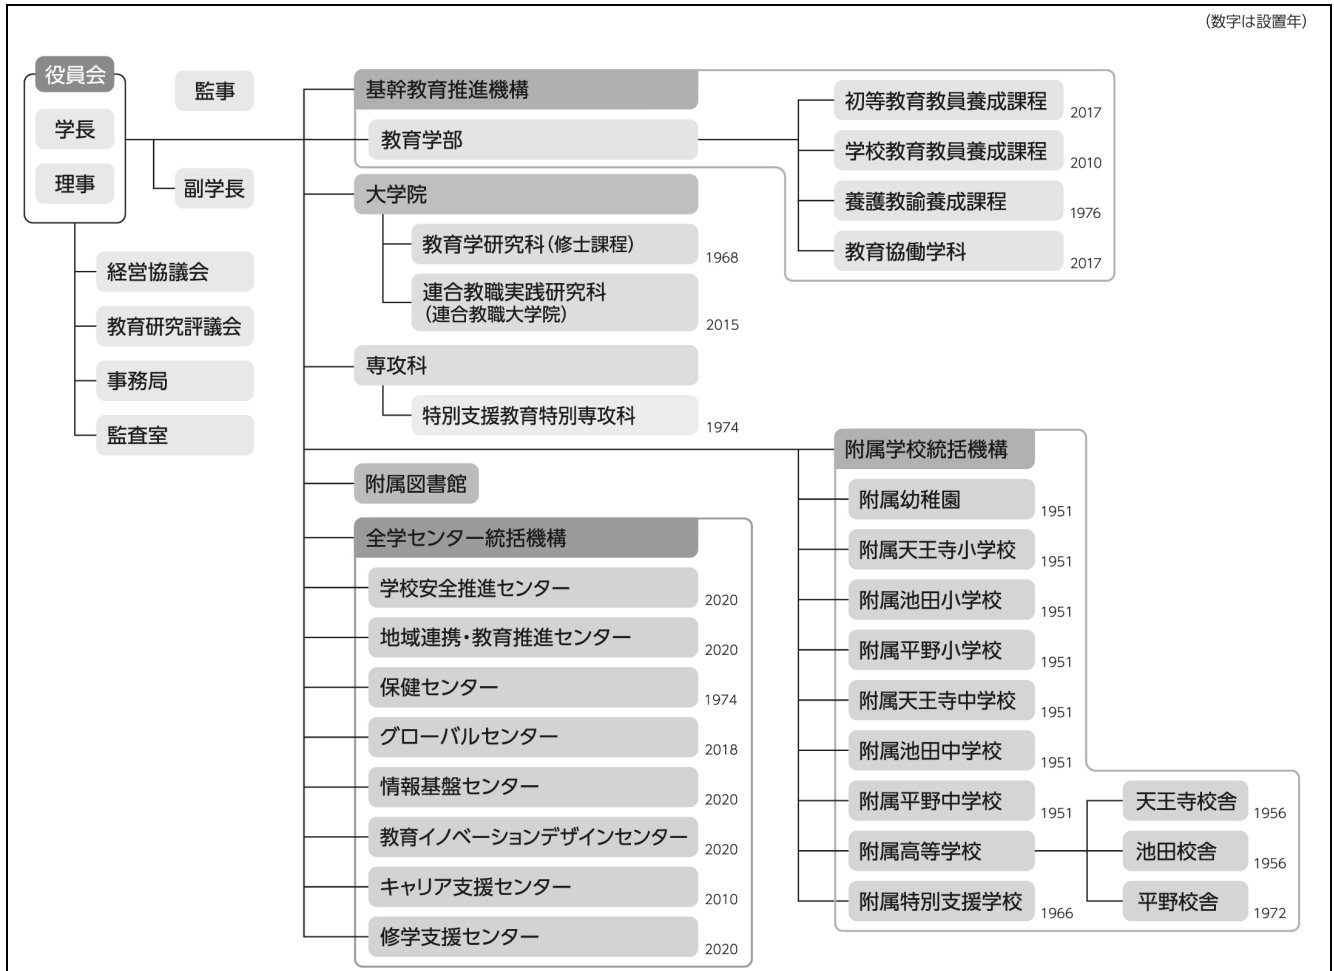 （数字は設置年）
役員会
学長
理事
監事
副学長
経営協議会
教育研究評議会
事務局
監査室
基幹教育推進機構
教育学部
初等教育教員養成課程
2017
学校教育教員養成課程
2010
養護教諭養成課程
1976
教育協働学科
2017
大学院
教育学研究科（修士課程）
1968
連合教職実践研究科
（連合教職大学院）
2015
専攻科
特別支援教育特別専攻科
1974
附属図書館
全学センター統括機構
学校安全推進センター
2020
地域連携・教育推進センター
2020
保健センター
1974
グローバルセンター
2018
情報基盤センター
2020
教育イノベーションデザインセンター
2020
キャリア支援センター
2010
修学支援センター
2020
附属学校統括機構
附属幼稚園
1951
附属天王寺小学校
1951
附属池田小学校
1951
附属平野小学校
1951
附属天王寺中学校
1951
附属池田中学校
1951
附属平野中学校
1951
附属高等学校
天王寺校舎
1956
池田校舎
1956
平野校舎
1972
附属特別支援学校
1966